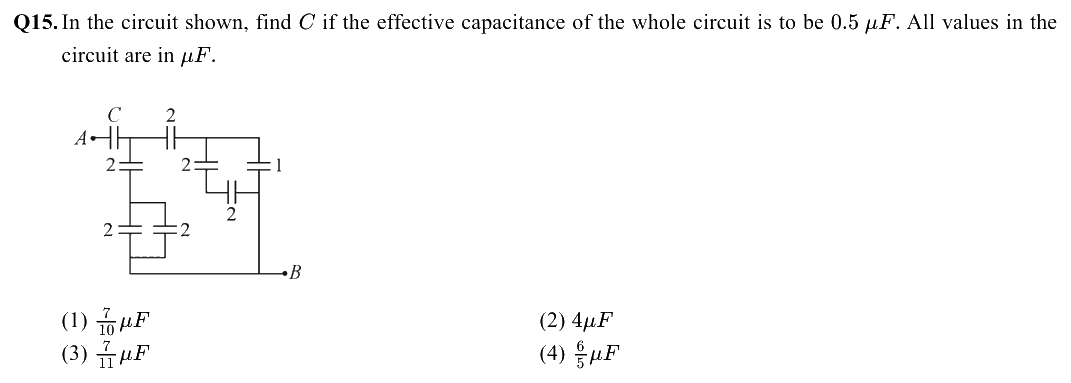 Q15. In the circuit shown, find C if the effective capacitance of the whole circuit is to be 0.5 μF. All values in the
circuit are in μF.
C
2
A
2
2
1
2
2
2
B
(1) 7/10 μF
(2) 4μF
(3) 7/11 μF
(4) 6/5 μF